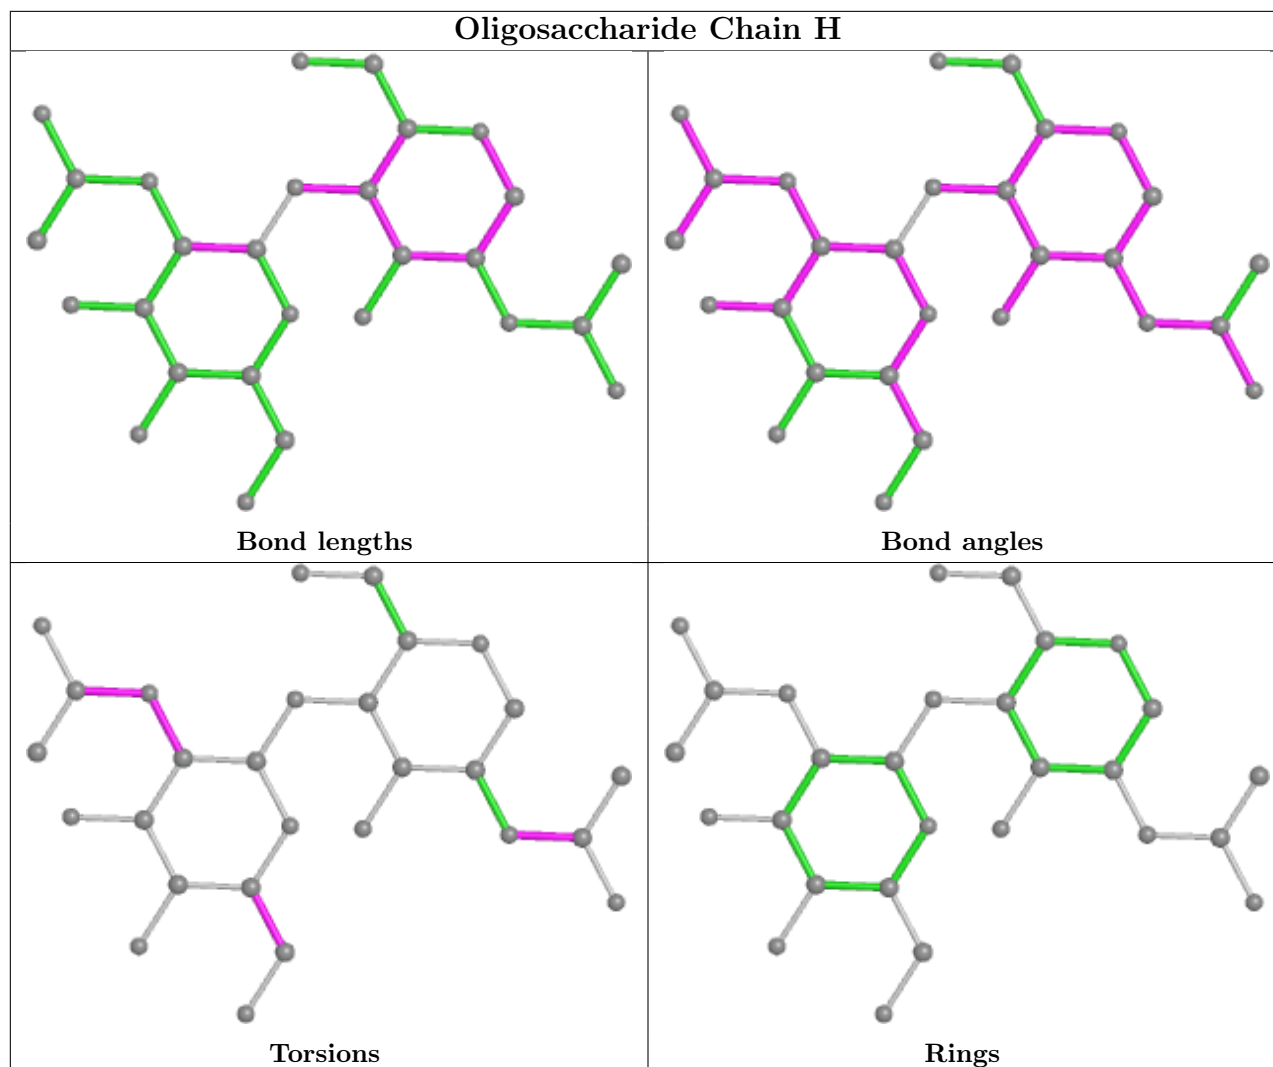 Oligosaccharide Chain H
Bond lengths
Bond angles
Torsions
Rings